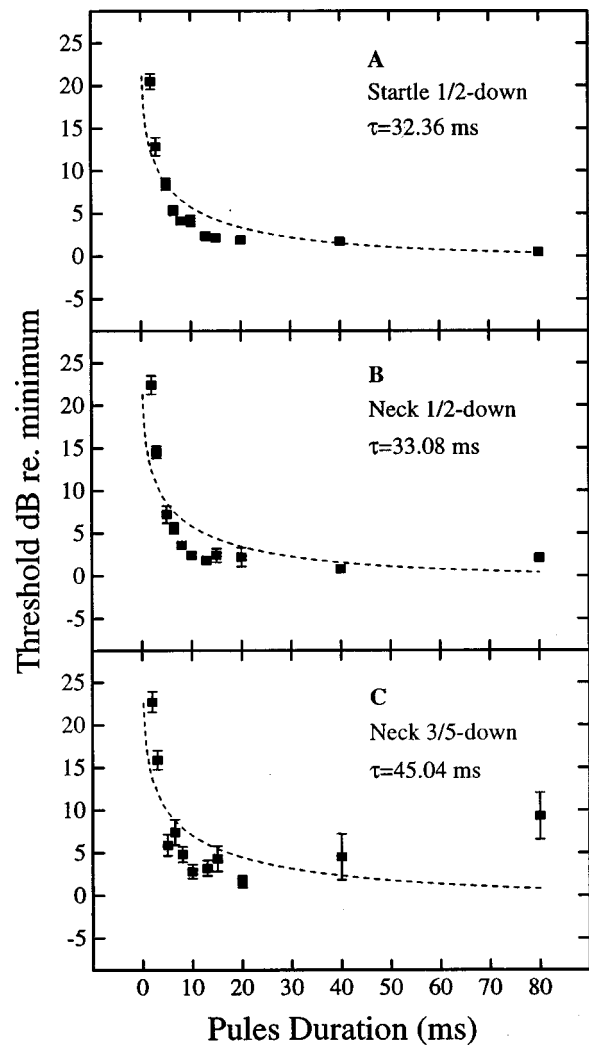 25
20
15
10
5
0
-5
A
Startle 1/2-down
τ=32.36 ms
25
20
15
10
5
0
-5
B
Neck 1/2-down
τ=33.08 ms
25
20
15
10
5
0
-5
C
Neck 3/5-down
τ=45.04 ms
Threshold dB re. minimum
0 10 20 30 40 50 60 70 80
Pules Duration (ms)